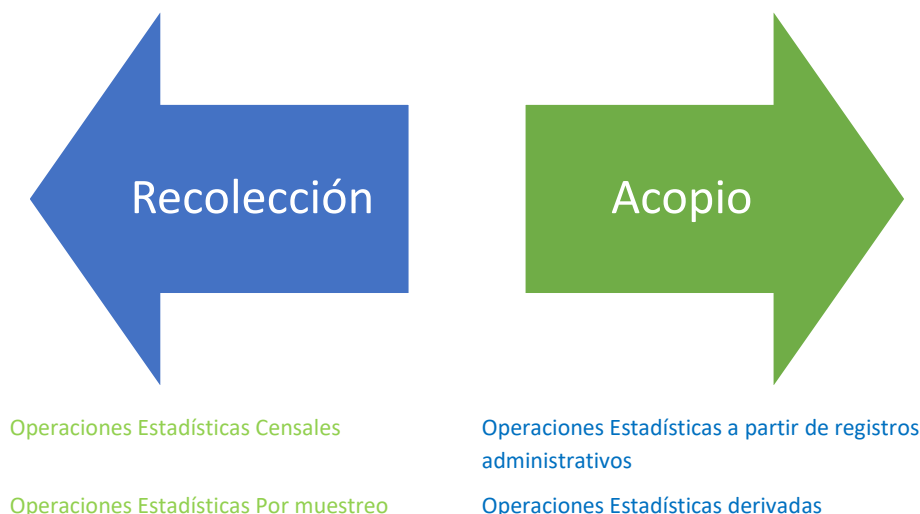 Recolección
Acopio
Operaciones Estadísticas Censales
Operaciones Estadísticas Por muestreo
Operaciones Estadísticas a partir de registros
administrativos
Operaciones Estadísticas derivadas